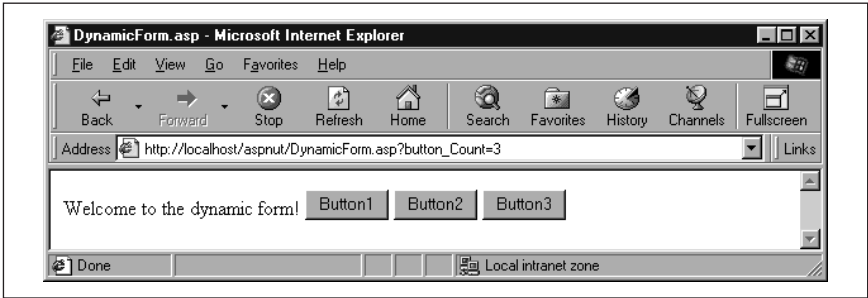 DynamicForm.asp - Microsoft Internet Explorer
File Edit View Go Favorites Help
Back Forward Stop Refresh Home Search Favorites History Channels Fullscreen
Address http://localhost/aspnut/DynamicForm.asp?button_Count=3 Links
Welcome to the dynamic form! Button1 Button2 Button3
Done Local intranet zone